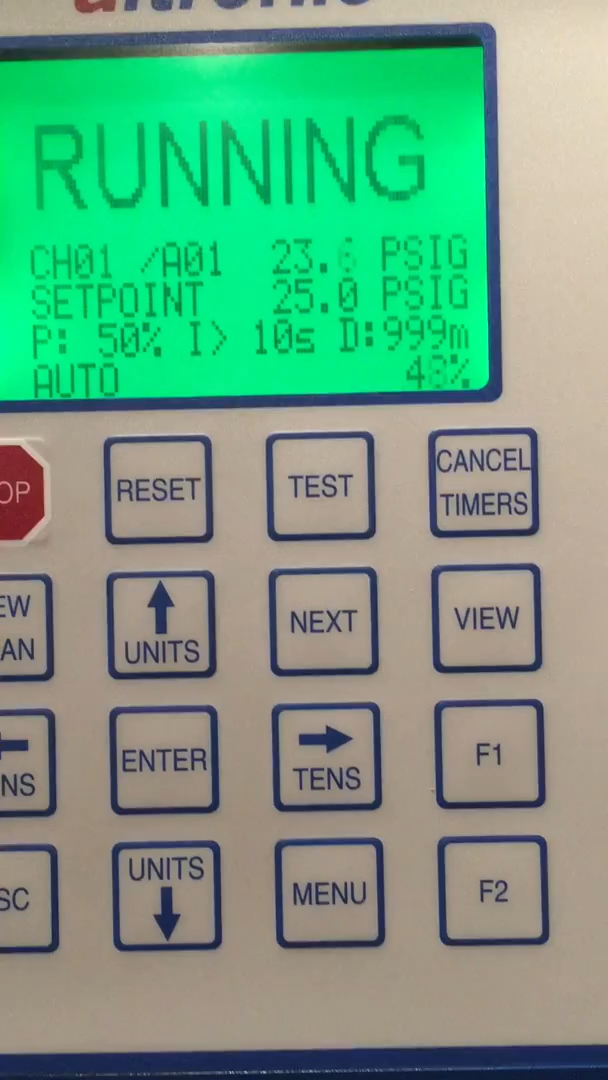 altronic
RUNNING
CH01 /A01 23.6 PSIG
SETPOINT 25.0 PSIG
P: 50% I> 10s D:999m
AUTO 48%
OP
RESET
TEST
CANCEL
TIMERS
EW
AN
UNITS
NEXT
VIEW
NS
ENTER
TENS
F1
SC
UNITS
MENU
F2